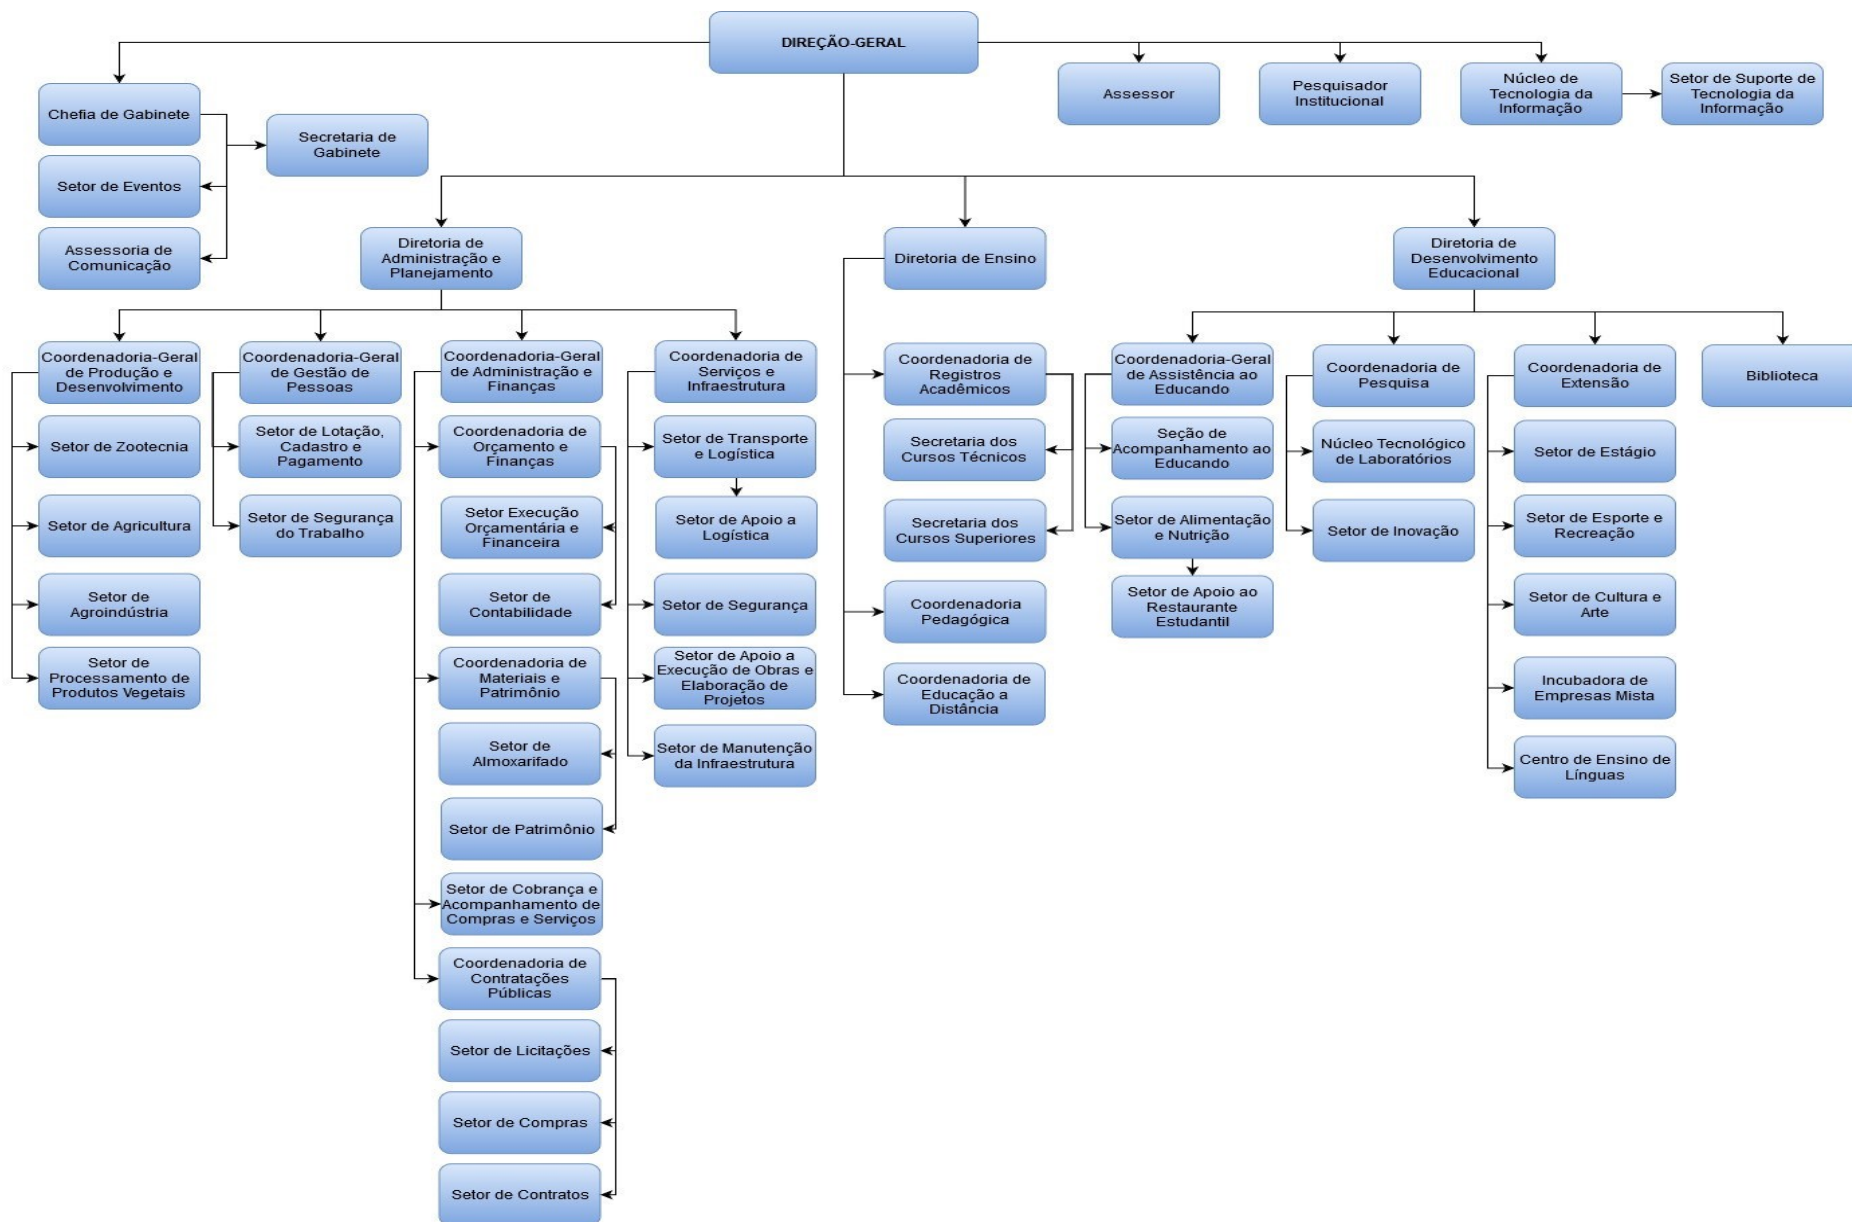 DIREÇÃO-GERAL
Assessor
Pesquisador
Institucional
Núcleo de
Tecnologia da
Informação
Setor de Suporte de
Tecnologia da
Informação
Chefia de Gabinete
Secretaria de
Gabinete
Setor de Eventos
Assessoria de
Comunicação
Diretoria de
Administração e
Planejamento
Diretoria de Ensino
Diretoria de
Desenvolvimento
Educacional
Coordenadoria-Geral
de Produção e
Desenvolvimento
Setor de Zootecnia
Setor de Agricultura
Setor de
Agroindústria
Setor de
Processamento de
Produtos Vegetais
Coordenadoria-Geral
de Gestão de
Pessoas
Setor de Lotação,
Cadastro e
Pagamento
Setor de Segurança
do Trabalho
Coordenadoria-Geral
de Administração e
Finanças
Coordenadoria de
Orçamento e
Finanças
Setor Execução
Orçamentária e
Financeira
Setor de
Contabilidade
Coordenadoria de
Materiais e
Patrimônio
Setor de
Almoxarifado
Setor de Patrimônio
Setor de Cobrança e
Acompanhamento de
Compras e Serviços
Coordenadoria de
Contratações
Públicas
Setor de Licitações
Setor de Compras
Setor de Contratos
Coordenadoria de
Serviços e
Infraestrutura
Setor de Transporte
e Logística
Setor de Apoio a
Logística
Setor de Segurança
Setor de Apoio a
Execução de Obras e
Elaboração de
Projetos
Setor de Manutenção
da Infraestrutura
Coordenadoria de
Registros
Acadêmicos
Secretaria dos
Cursos Técnicos
Secretaria dos
Cursos Superiores
Coordenadoria
Pedagógica
Coordenadoria de
Educação a
Distância
Coordenadoria-Geral
de Assistência ao
Educando
Seção de
Acompanhamento ao
Educando
Setor de Alimentação
e Nutrição
Setor de Apoio ao
Restaurante
Estudantil
Coordenadoria de
Pesquisa
Núcleo Tecnológico
de Laboratórios
Setor de Inovação
Coordenadoria de
Extensão
Setor de Estágio
Setor de Esporte e
Recreação
Setor de Cultura e
Arte
Incubadora de
Empresas Mista
Centro de Ensino de
Línguas
Biblioteca